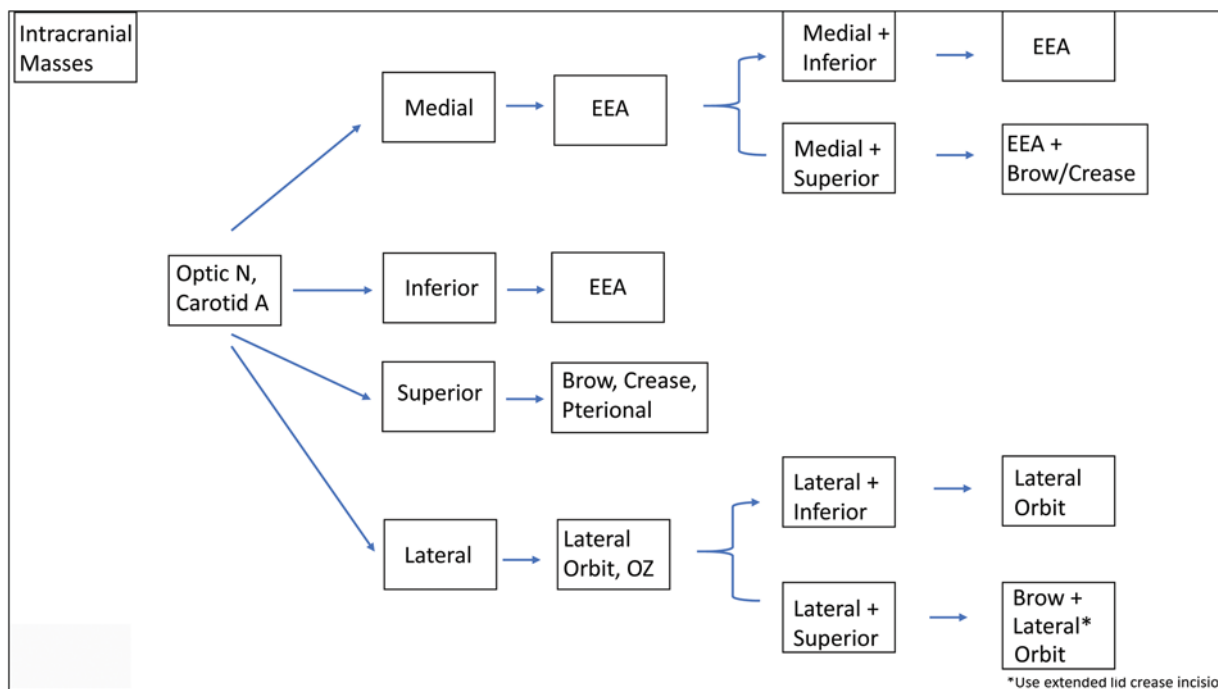 Intracranial
Masses
Optic N,
Carotid A
Medial
EEA
Medial +
Inferior
EEA
Medial +
Superior
EEA +
Brow/Crease
Inferior
EEA
Superior
Brow, Crease,
Pterional
Lateral
Lateral
Orbit, OZ
Lateral +
Inferior
Lateral
Orbit
Lateral +
Superior
Brow +
Lateral*
Orbit
*Use extended lid crease incisio